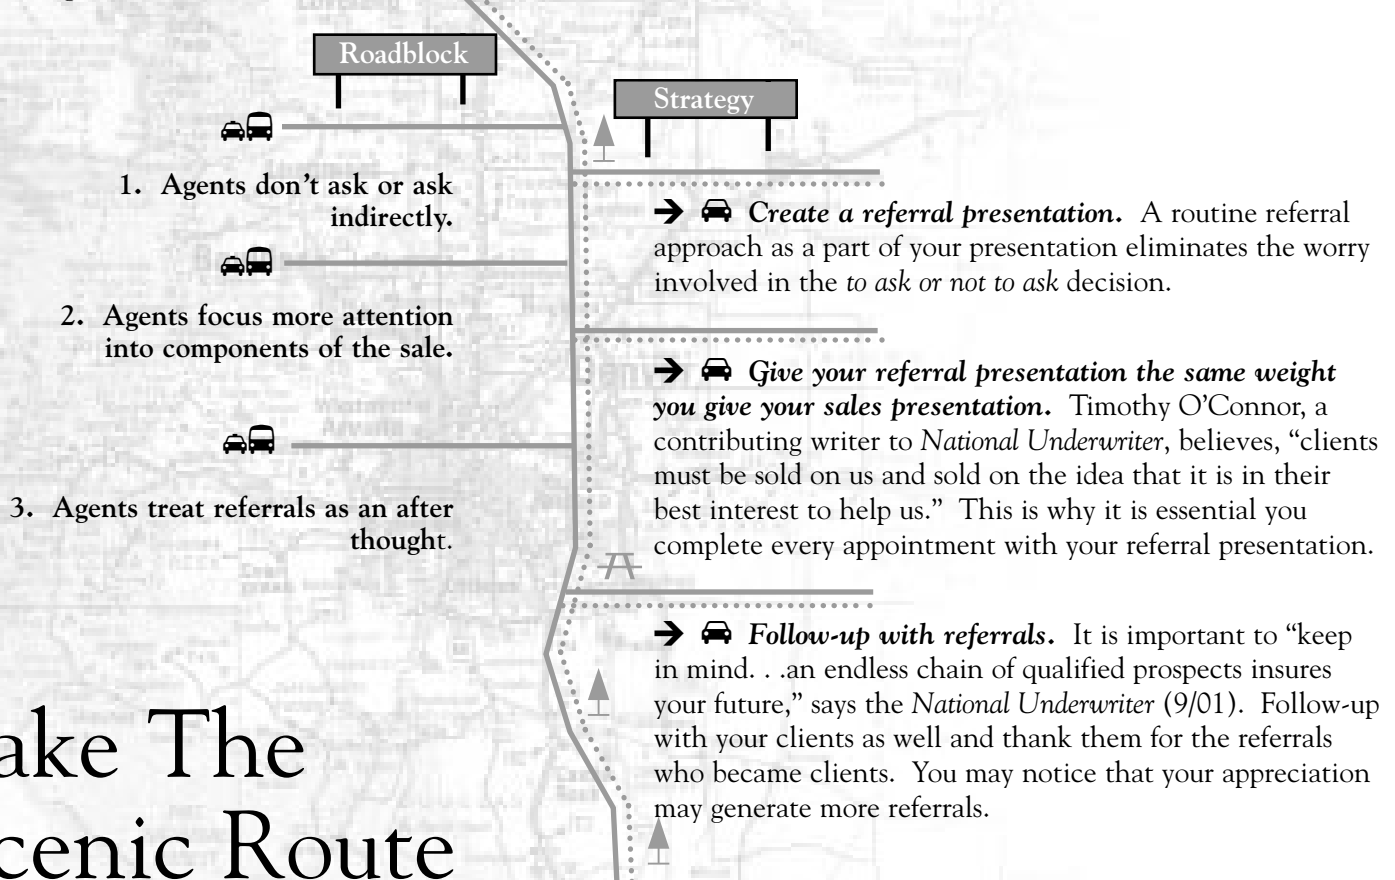 Roadblock
1. Agents don't ask or ask
indirectly.
2. Agents focus more attention
into components of the sale.
3. Agents treat referrals as an after
thought.
Strategy
➔ Create a referral presentation. A routine referral
approach as a part of your presentation eliminates the worry
involved in the to ask or not to ask decision.
➔ Give your referral presentation the same weight
you give your sales presentation. Timothy O'Connor, a
contributing writer to National Underwriter, believes, “clients
must be sold on us and sold on the idea that it is in their
best interest to help us.” This is why it is essential you
complete every appointment with your referral presentation.
➔ Follow-up with referrals. It is important to “keep
in mind. . .an endless chain of qualified prospects insures
your future,” says the National Underwriter (9/01). Follow-up
with your clients as well and thank them for the referrals
who became clients. You may notice that your appreciation
may generate more referrals.
ake The
cenic Route